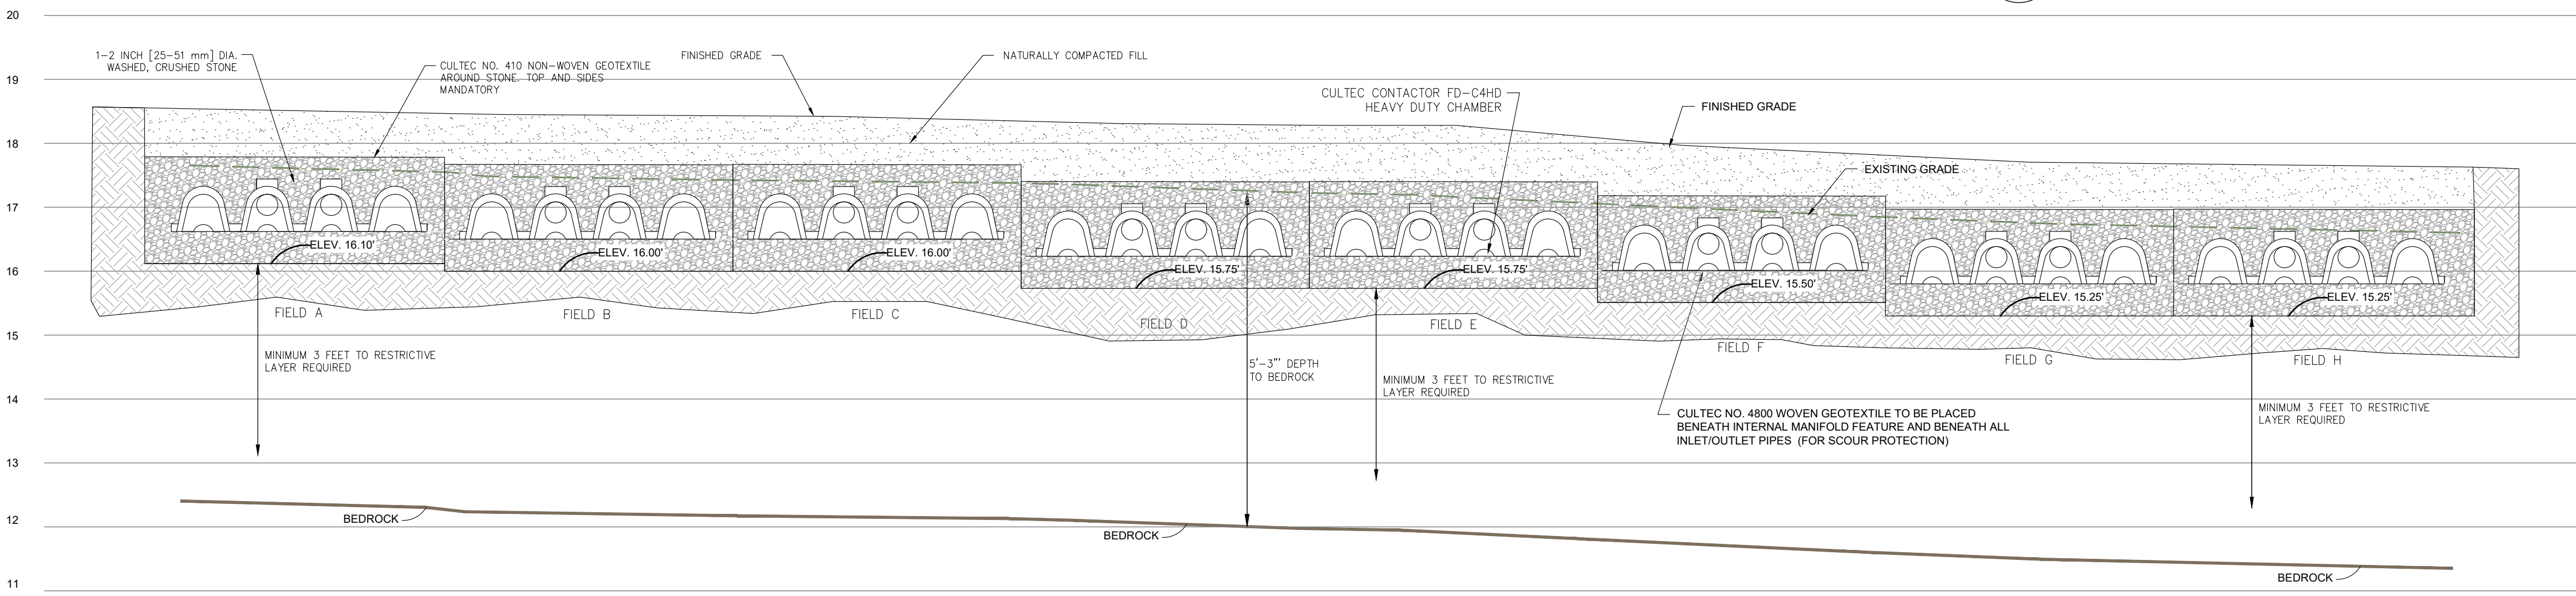 20
19
18
17
16
15
14
13
12
11
1-2 INCH [25-51 mm] DIA.
WASHED, CRUSHED STONE
CULTEC NO. 410 NON-WOVEN GEOTEXTILE
AROUND STONE. TOP AND SIDES
MANDATORY
FINISHED GRADE
NATURALLY COMPACTED FILL
CULTEC CONTACTOR FD-C4HD
HEAVY DUTY CHAMBER
FINISHED GRADE
EXISTING GRADE
ELEV. 16.10'
ELEV. 16.00'
ELEV. 16.00'
ELEV. 15.75'
ELEV. 15.75'
ELEV. 15.50'
ELEV. 15.25'
ELEV. 15.25'
FIELD A
FIELD B
FIELD C
FIELD D
FIELD E
FIELD F
FIELD G
FIELD H
MINIMUM 3 FEET TO RESTRICTIVE
LAYER REQUIRED
5'-3"' DEPTH
TO BEDROCK
MINIMUM 3 FEET TO RESTRICTIVE
LAYER REQUIRED
CULTEC NO. 4800 WOVEN GEOTEXTILE TO BE PLACED
BENEATH INTERNAL MANIFOLD FEATURE AND BENEATH ALL
INLET/OUTLET PIPES (FOR SCOUR PROTECTION)
MINIMUM 3 FEET TO RESTRICTIVE
LAYER REQUIRED
BEDROCK
BEDROCK
BEDROCK